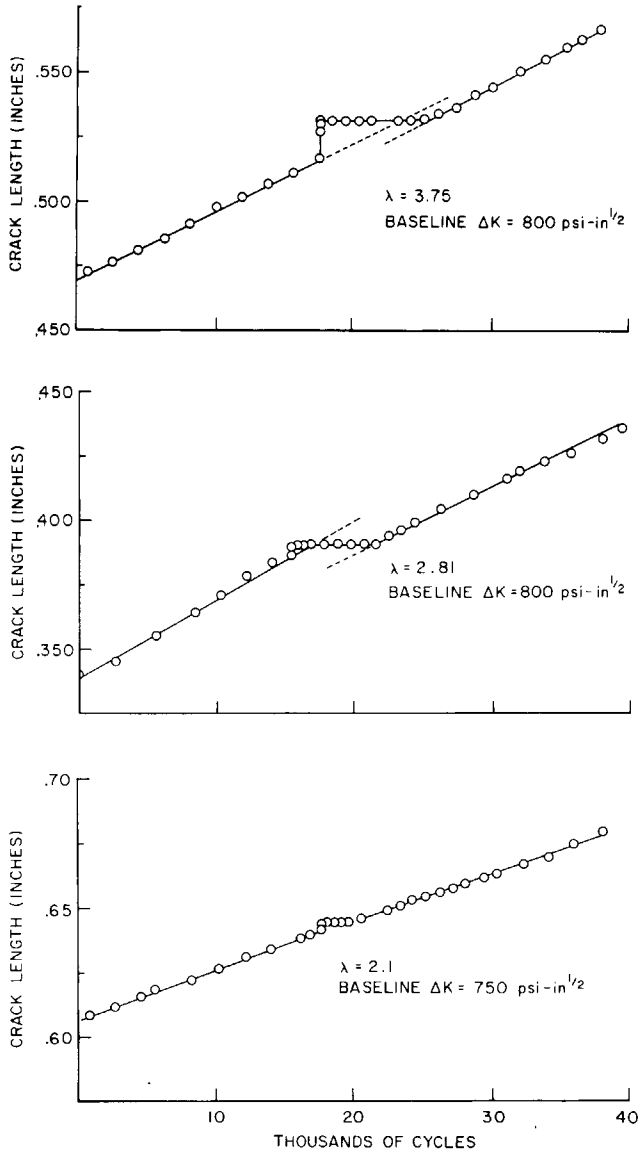 .550
.500
.450
CRACK LENGTH (INCHES)
λ = 3.75
BASELINE ΔK = 800 psi-in^1/2
.450
.400
.350
CRACK LENGTH (INCHES)
λ = 2.81
BASELINE ΔK = 800 psi-in^1/2
.70
.65
.60
CRACK LENGTH (INCHES)
λ = 2.1
BASELINE ΔK = 750 psi-in^1/2
10 20 30 40
THOUSANDS OF CYCLES